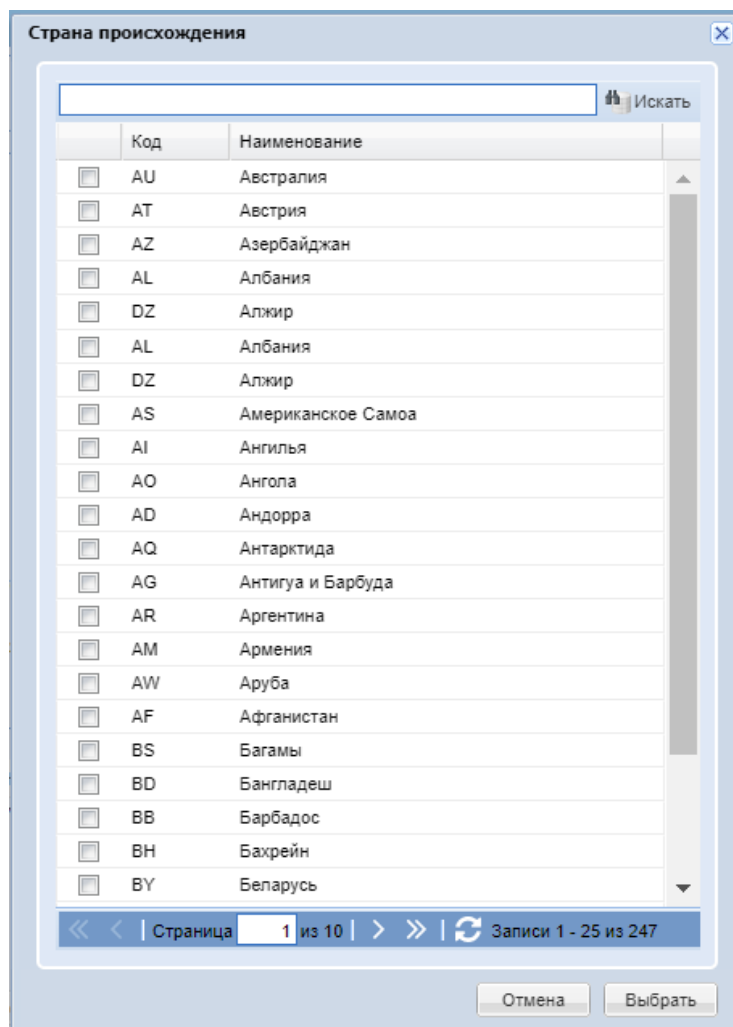 Страна происхождения
Искать
Код Наименование
AU Австралия
AT Австрия
AZ Азербайджан
AL Албания
DZ Алжир
AL Албания
DZ Алжир
AS Американское Самоа
AI Ангилья
AO Ангола
AD Андорра
AQ Антарктида
AG Антигуа и Барбуда
AR Аргентина
AM Армения
AW Аруба
AF Афганистан
BS Багамы
BD Бангладеш
BB Барбадос
BH Бахрейн
BY Беларусь
Страница 1 из 10 Записи 1 - 25 из 247
Отмена Выбрать